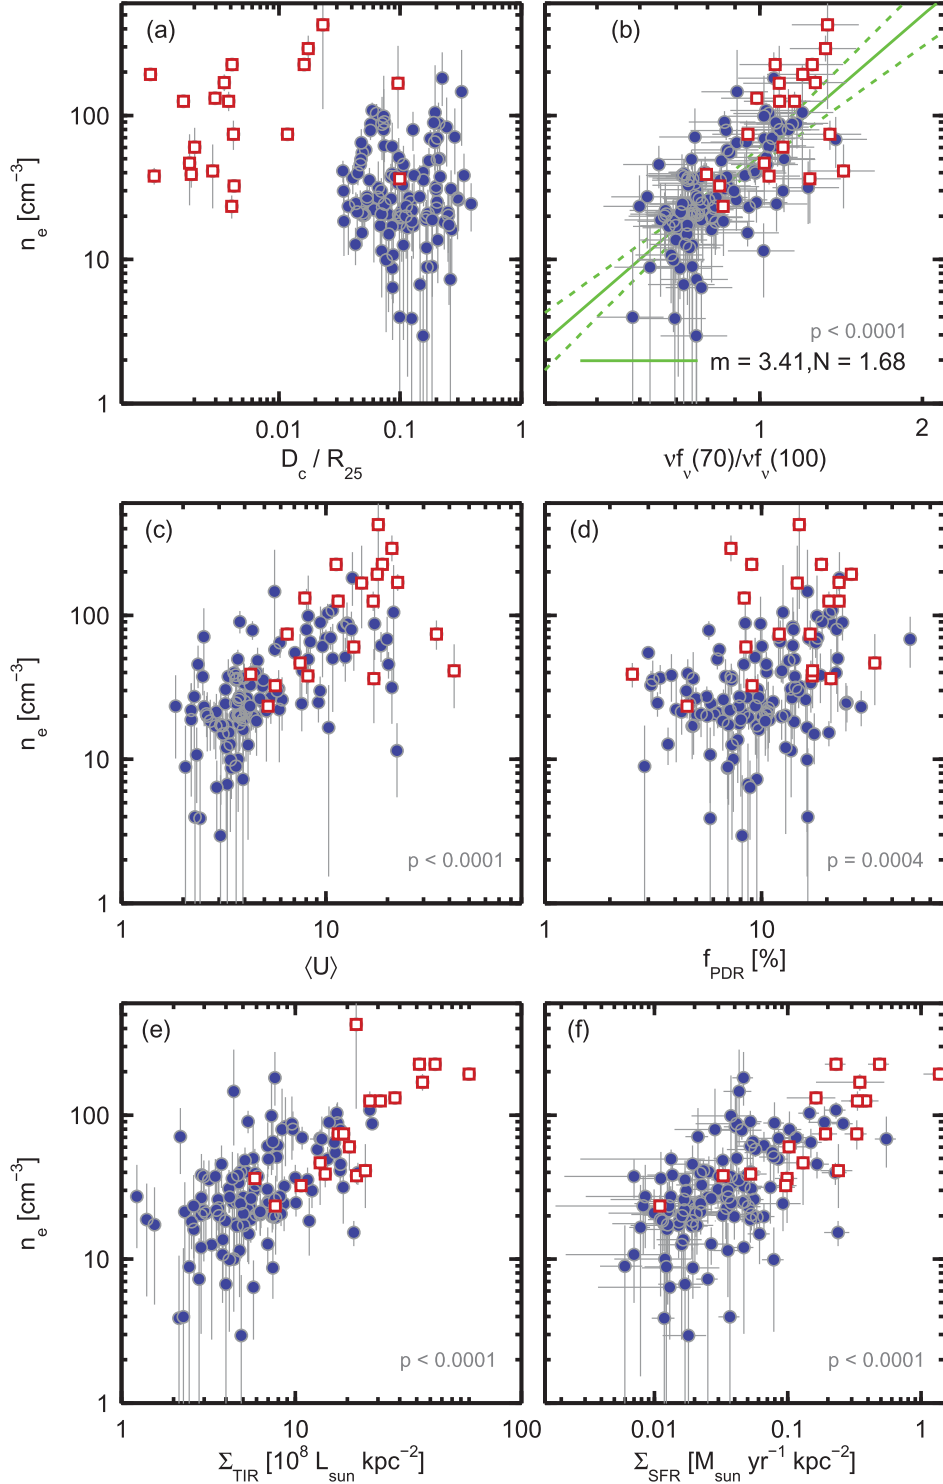 (a)
n_e [cm⁻³]
100
10
1
0.01 0.1 1
D_c / R_25
(b)
p < 0.0001
m = 3.41,N = 1.68
1 2
νf_ν(70)/νf_ν(100)
(c)
n_e [cm⁻³]
100
10
1
p < 0.0001
1 10
⟨U⟩
(d)
p = 0.0004
1 10
f_PDR [%]
(e)
n_e [cm⁻³]
100
10
1
p < 0.0001
1 10 100
Σ_TIR [10⁸ L_sun kpc⁻²]
(f)
p < 0.0001
0.01 0.1 1
Σ_SFR [M_sun yr⁻¹ kpc⁻²]